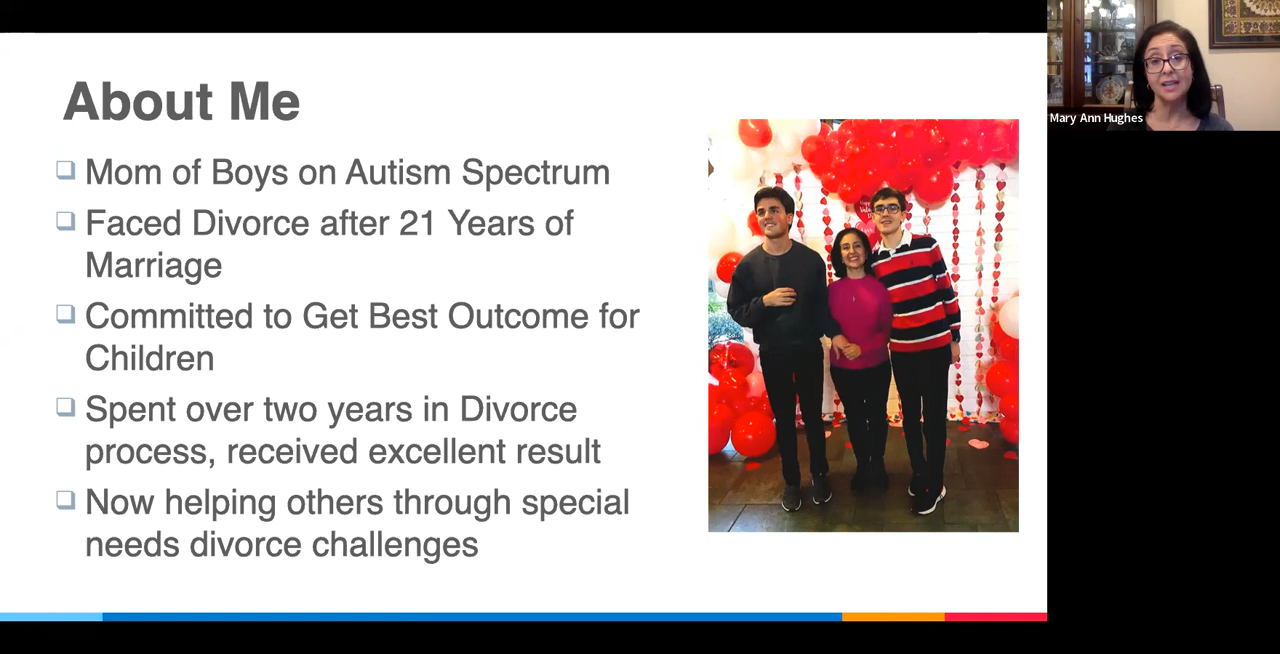 About Me
Mom of Boys on Autism Spectrum
Faced Divorce after 21 Years of
Marriage
Committed to Get Best Outcome for
Children
Spent over two years in Divorce
process, received excellent result
Now helping others through special
needs divorce challenges
Mary Ann Hughes